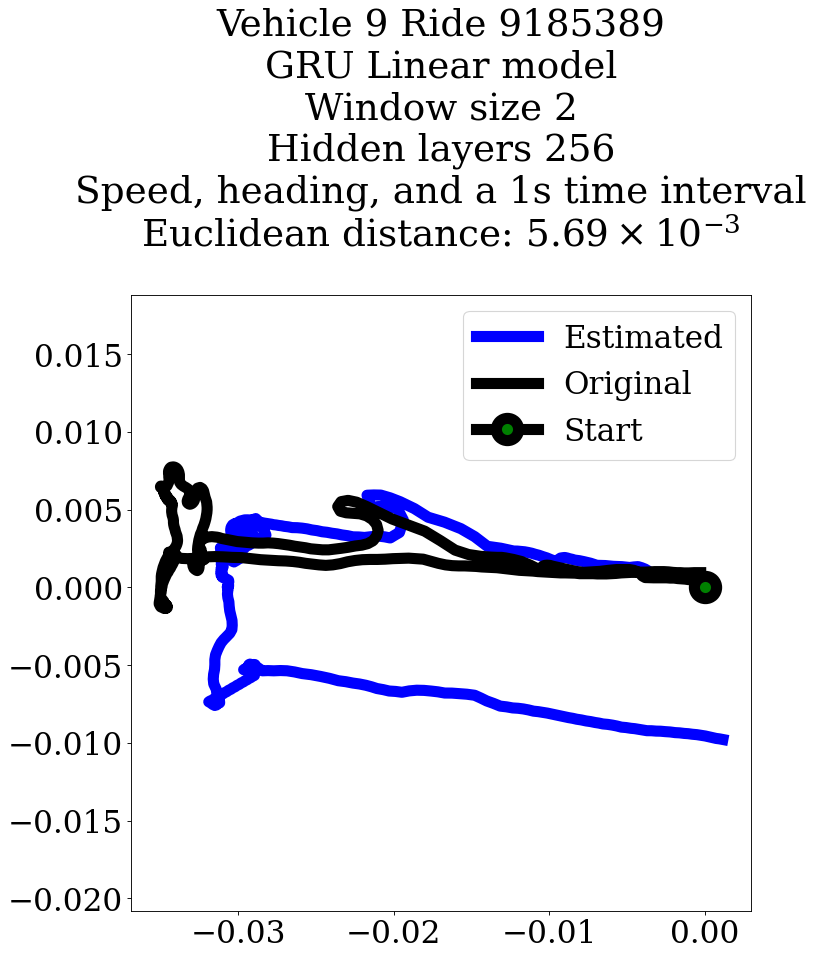 Vehicle 9 Ride 9185389
GRU Linear model
Window size 2
Hidden layers 256
Speed, heading, and a 1s time interval
Euclidean distance: 5.69 × 10⁻³
Estimated
Original
Start
0.015
0.010
0.005
0.000
−0.005
−0.010
−0.015
−0.020
−0.03
−0.02
−0.01
0.00